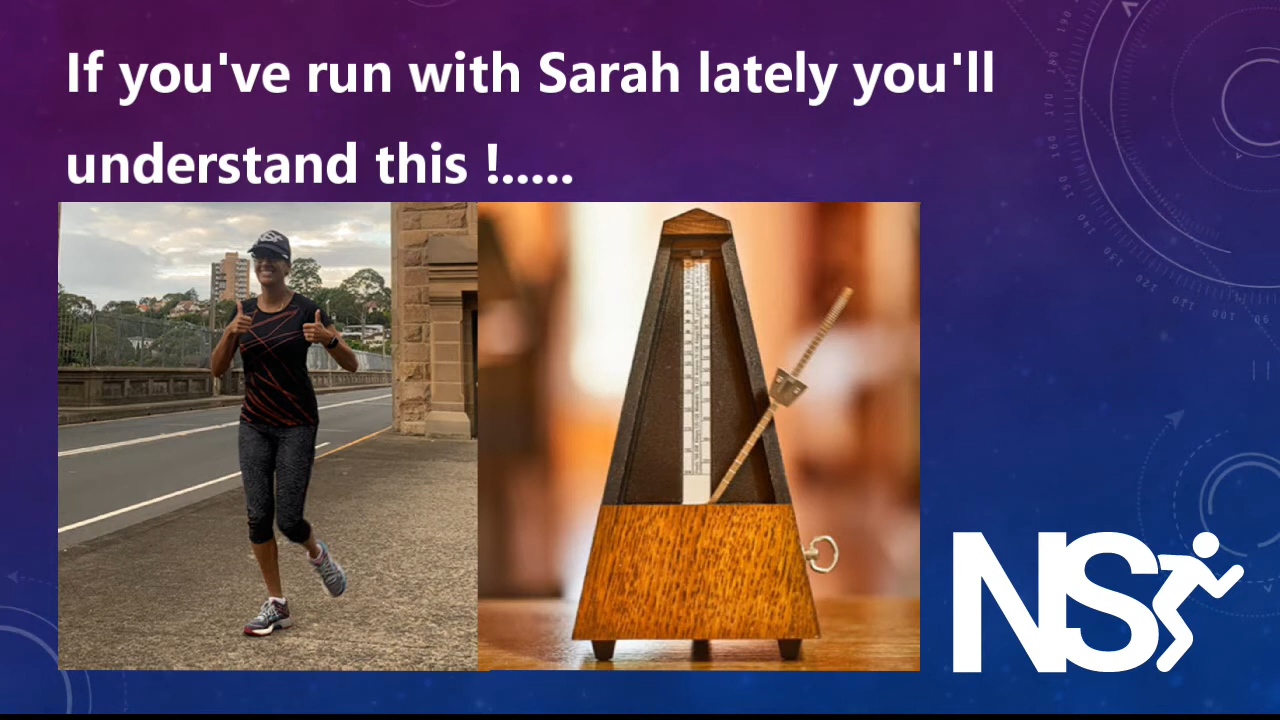 If you've run with Sarah lately you'll
understand this !.....
NS